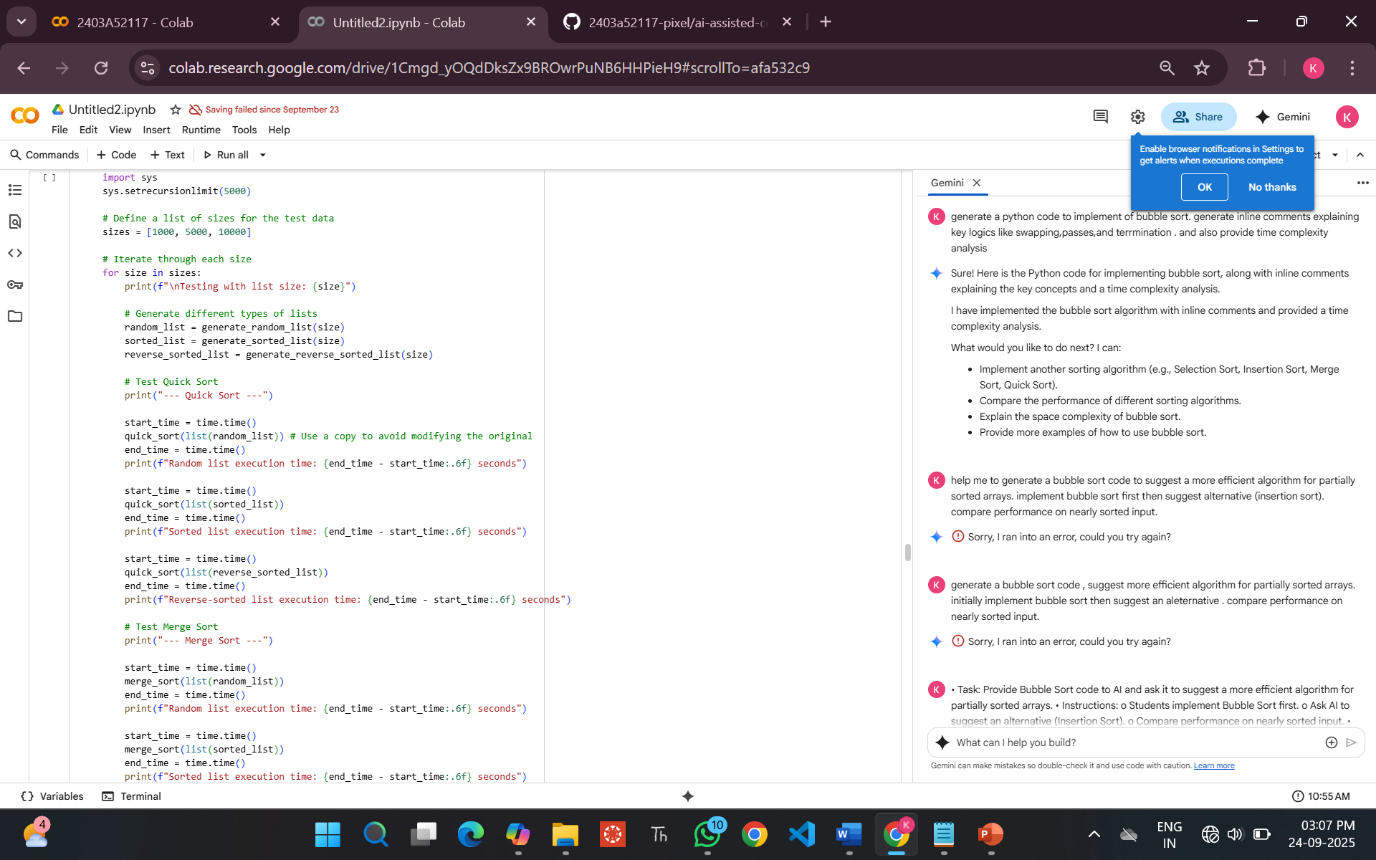 2403A52117 - Colab
Untitled2.ipynb - Colab
2403a52117-pixel/ai-assisted-c
colab.research.google.com/drive/1Cmgd_yOQdDksZx9BROwrPuNB6HHPieH9#scrollTo=afa532c9
K
Untitled2.ipynb
Saving failed since September 23
File Edit View Insert Runtime Tools Help
Share
Gemini
K
Commands + Code + Text Run all
Enable browser notifications in Settings to
get alerts when executions complete
OK No thanks
[ ]
import sys
sys.setrecursionlimit(5000)
# Define a list of sizes for the test data
sizes = [1000, 5000, 10000]
# Iterate through each size
for size in sizes:
print(f"\nTesting with list size: {size}")
# Generate different types of lists
random_list = generate_random_list(size)
sorted_list = generate_sorted_list(size)
reverse_sorted_list = generate_reverse_sorted_list(size)
# Test Quick Sort
print("--- Quick Sort ---")
start_time = time.time()
quick_sort(list(random_list)) # Use a copy to avoid modifying the original
end_time = time.time()
print(f"Random list execution time: {end_time - start_time:.6f} seconds")
start_time = time.time()
quick_sort(list(sorted_list))
end_time = time.time()
print(f"Sorted list execution time: {end_time - start_time:.6f} seconds")
start_time = time.time()
quick_sort(list(reverse_sorted_list))
end_time = time.time()
print(f"Reverse-sorted list execution time: {end_time - start_time:.6f} seconds")
# Test Merge Sort
print("--- Merge Sort ---")
start_time = time.time()
merge_sort(list(random_list))
end_time = time.time()
print(f"Random list execution time: {end_time - start_time:.6f} seconds")
start_time = time.time()
merge_sort(list(sorted_list))
end_time = time.time()
print(f"Sorted list execution time: {end_time - start_time:.6f} seconds")
Gemini
K
generate a python code to implement of bubble sort. generate inline comments explaining
key logics like swapping,passes,and terrmination . and also provide time complexity
analysis
Sure! Here is the Python code for implementing bubble sort, along with inline comments
explaining the key concepts and a time complexity analysis.
I have implemented the bubble sort algorithm with inline comments and provided a time
complexity analysis.
What would you like to do next? I can:
• Implement another sorting algorithm (e.g., Selection Sort, Insertion Sort, Merge
Sort, Quick Sort).
• Compare the performance of different sorting algorithms.
• Explain the space complexity of bubble sort.
• Provide more examples of how to use bubble sort.
K
help me to generate a bubble sort code to suggest a more efficient algorithm for partially
sorted arrays. implement bubble sort first then suggest alternative (insertion sort).
compare performance on nearly sorted input.
Sorry, I ran into an error, could you try again?
K
generate a bubble sort code , suggest more efficient algorithm for partially sorted arrays.
initially implement bubble sort then suggest an aleternative . compare performance on
nearly sorted input.
Sorry, I ran into an error, could you try again?
K
• Task: Provide Bubble Sort code to AI and ask it to suggest a more efficient algorithm for
partially sorted arrays. • Instructions: o Students implement Bubble Sort first. o Ask AI to
suggest an alternative (Insertion Sort). o Compare performance on nearly sorted input. •
What can I help you build?
Gemini can make mistakes so double-check it and use code with caution. Learn more
Variables Terminal
10:55 AM
4
Th
10
K
ENG
IN
03:07 PM
24-09-2025